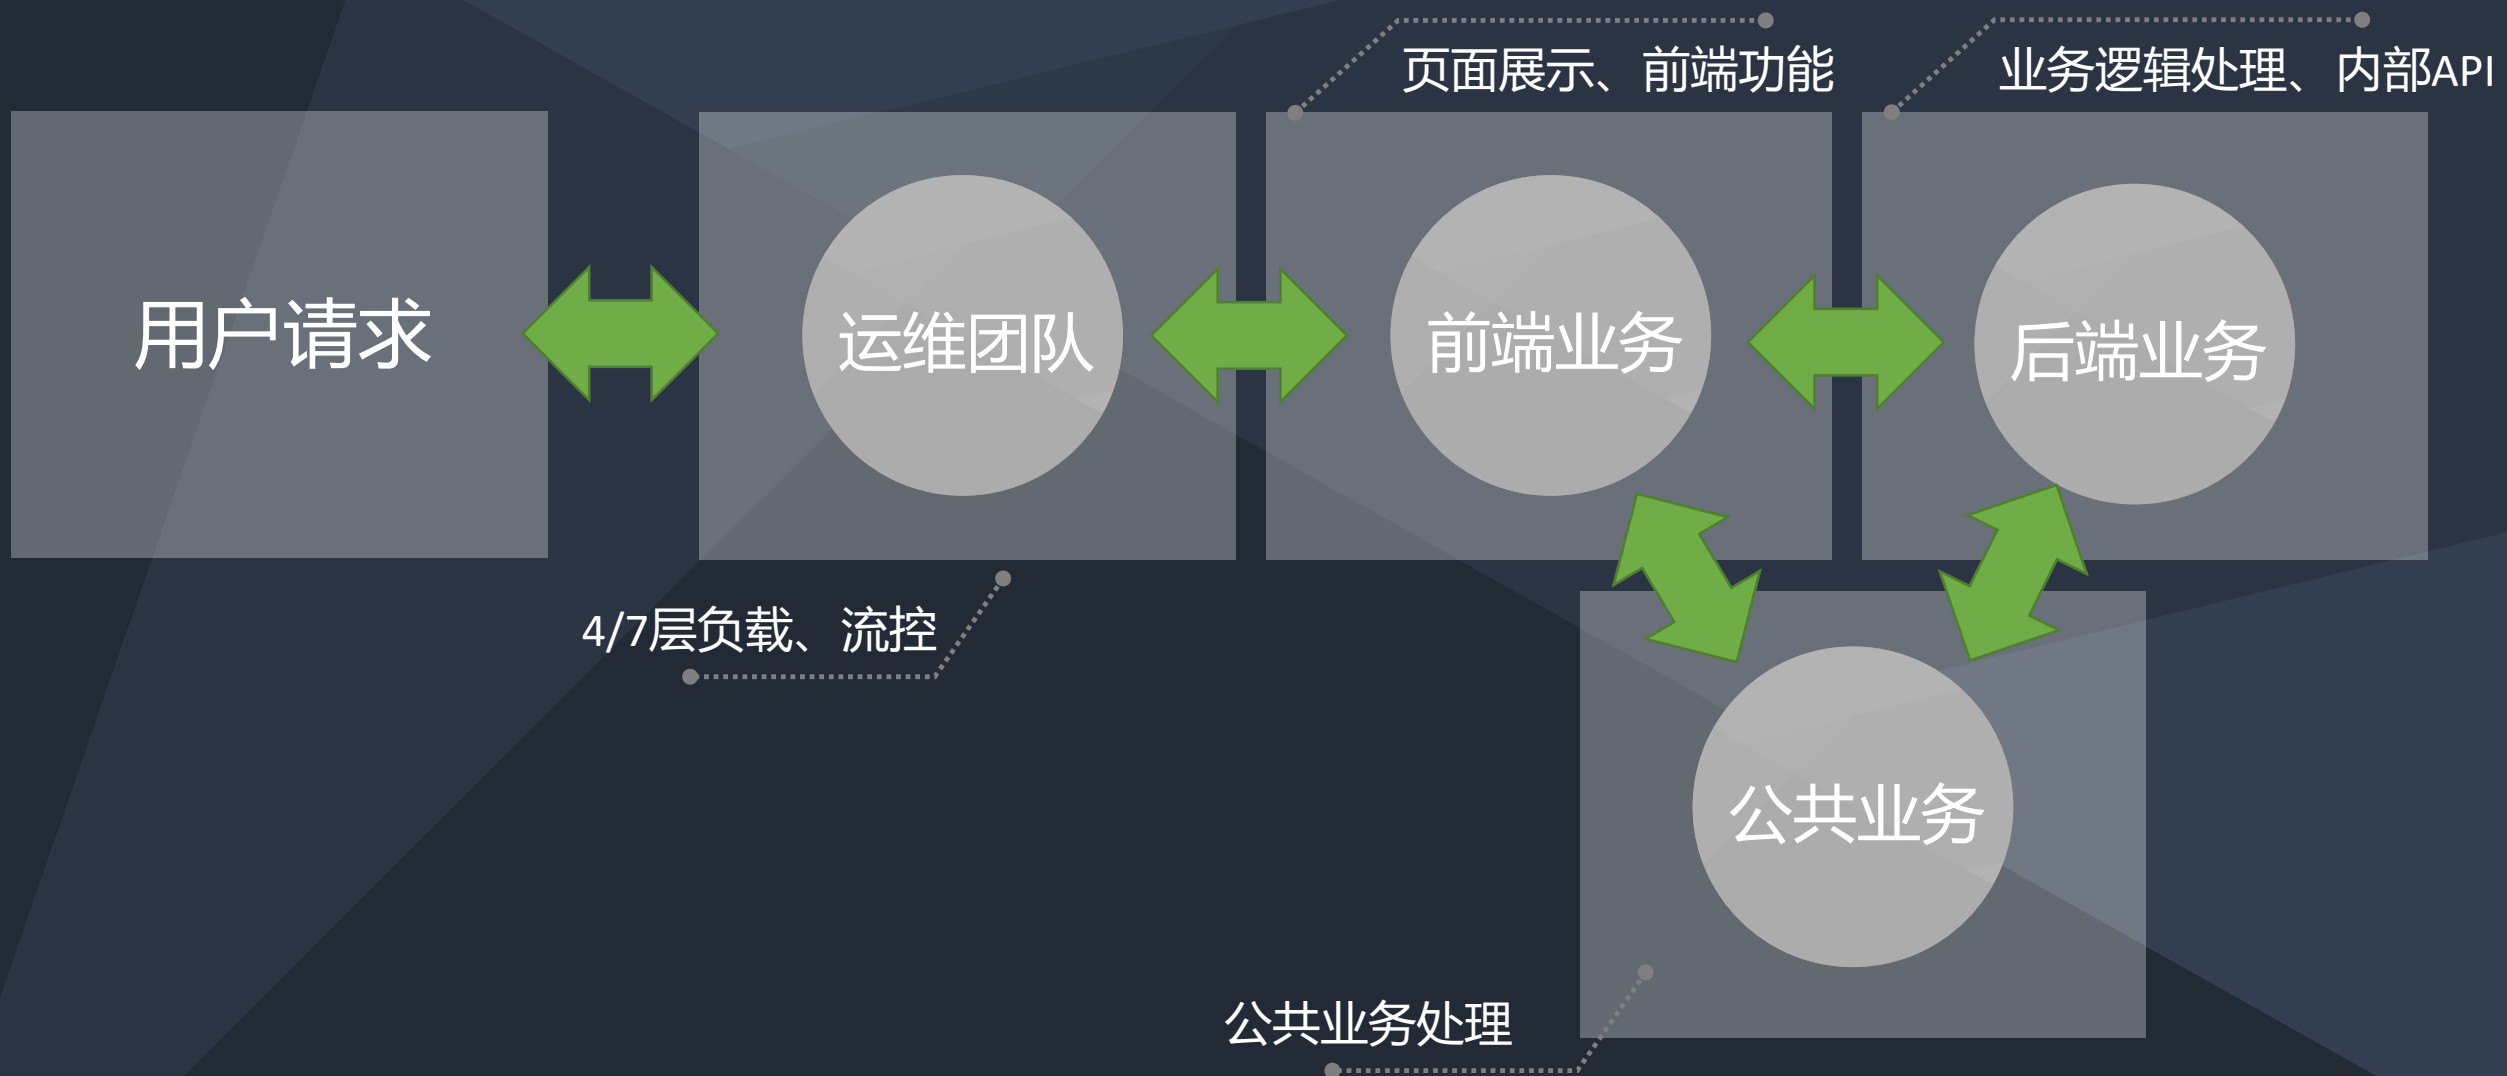 页面展示、前端功能
业务逻辑处理、内部API
用户请求
运维团队
前端业务
后端业务
4/7层负载、流控
公共业务
公共业务处理